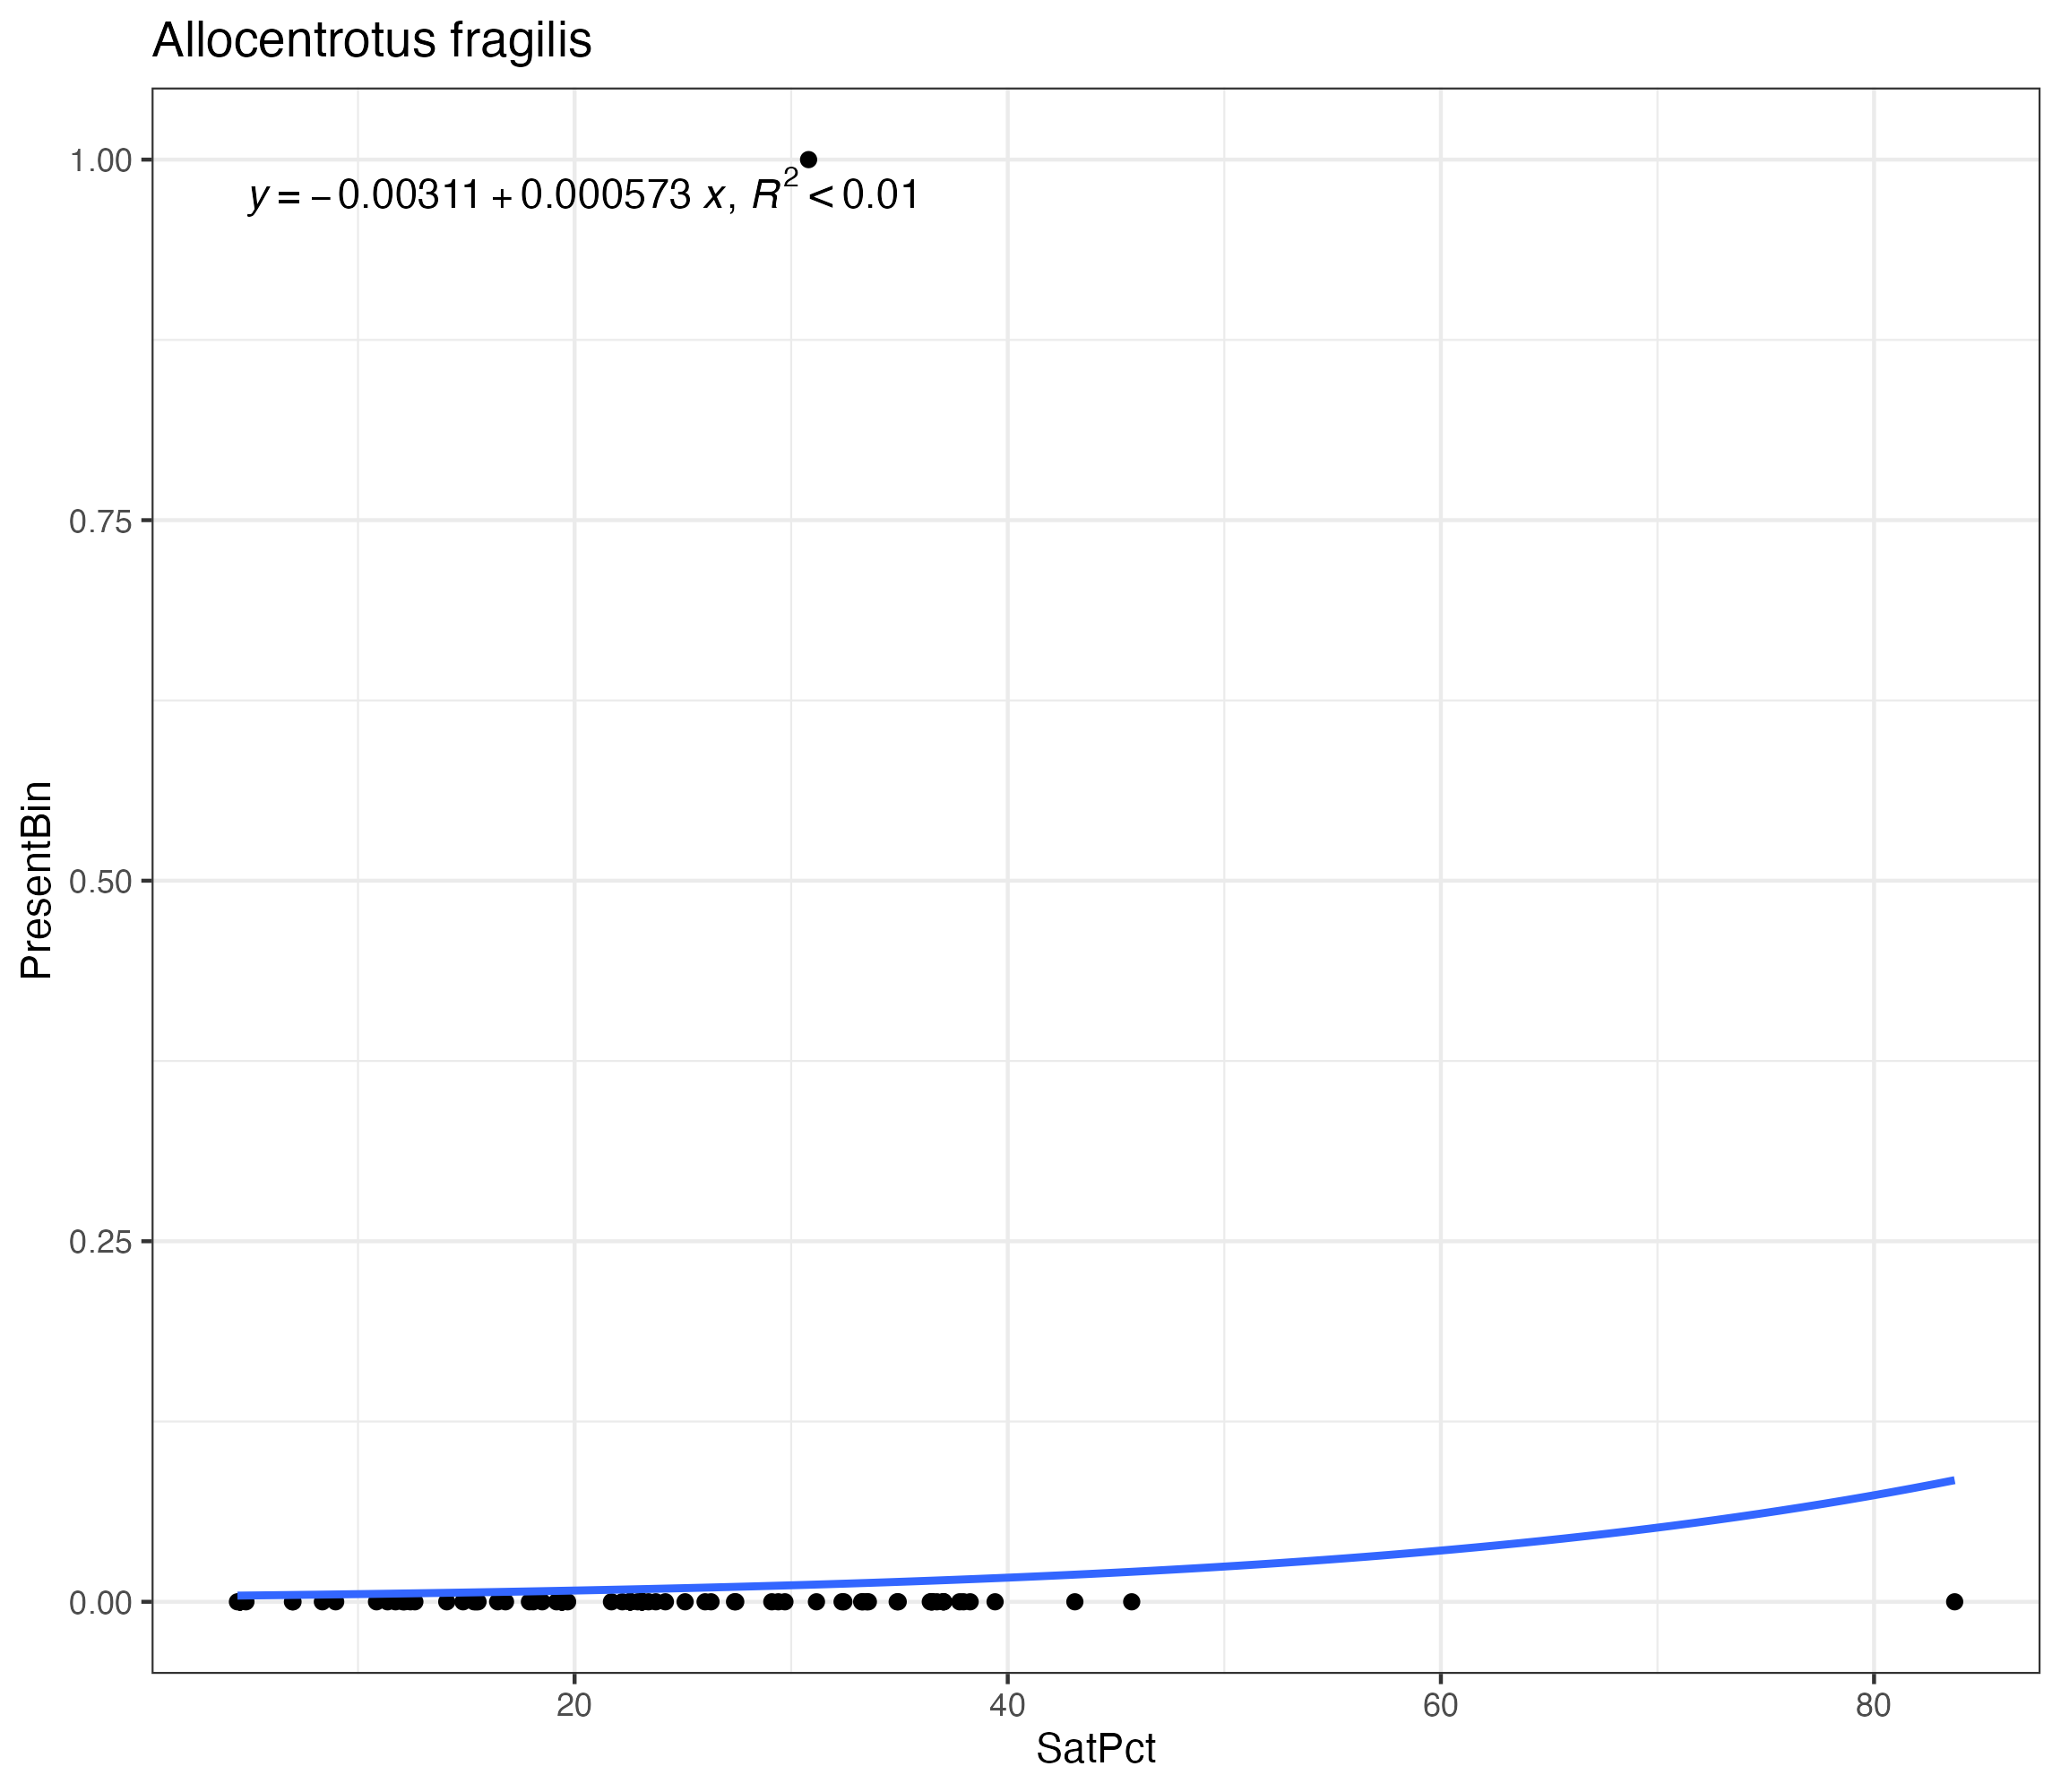 Allocentrotus fragilis
1.00
y = −0.00311 + 0.000573 x, R² < 0.01
0.75
PresentBin
0.50
0.25
0.00
20 40 60 80
SatPct